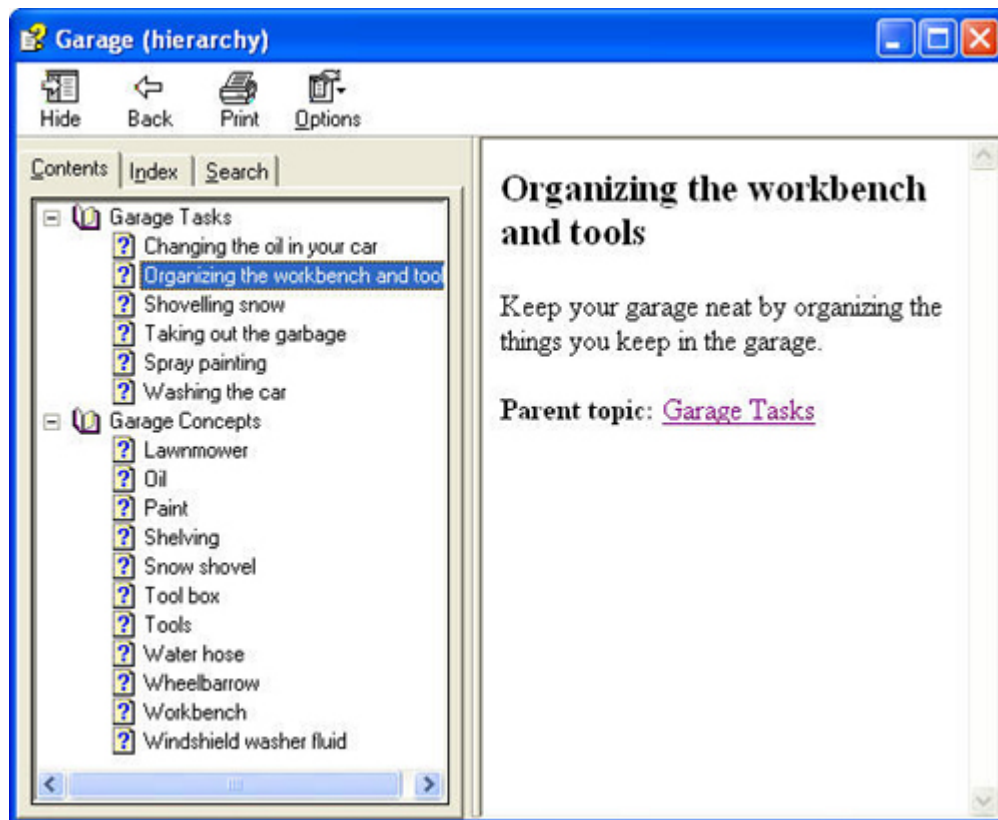 Garage (hierarchy)
Hide Back Print Options
Contents Index Search
Garage Tasks
Changing the oil in your car
Organizing the workbench and tool
Shovelling snow
Taking out the garbage
Spray painting
Washing the car
Garage Concepts
Lawnmower
Oil
Paint
Shelving
Snow shovel
Tool box
Tools
Water hose
Wheelbarrow
Workbench
Windshield washer fluid
Organizing the workbench
and tools
Keep your garage neat by organizing the
things you keep in the garage.
Parent topic: Garage Tasks